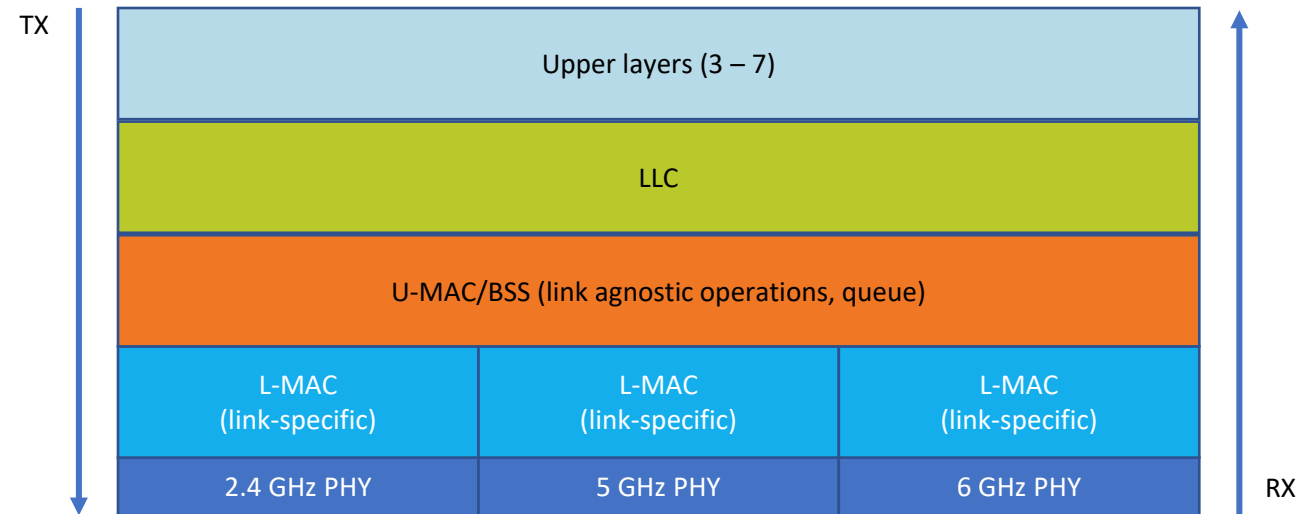 TX
Upper layers (3 – 7)
LLC
U-MAC/BSS (link agnostic operations, queue)
L-MAC
(link-specific)
L-MAC
(link-specific)
L-MAC
(link-specific)
2.4 GHz PHY
5 GHz PHY
6 GHz PHY
RX